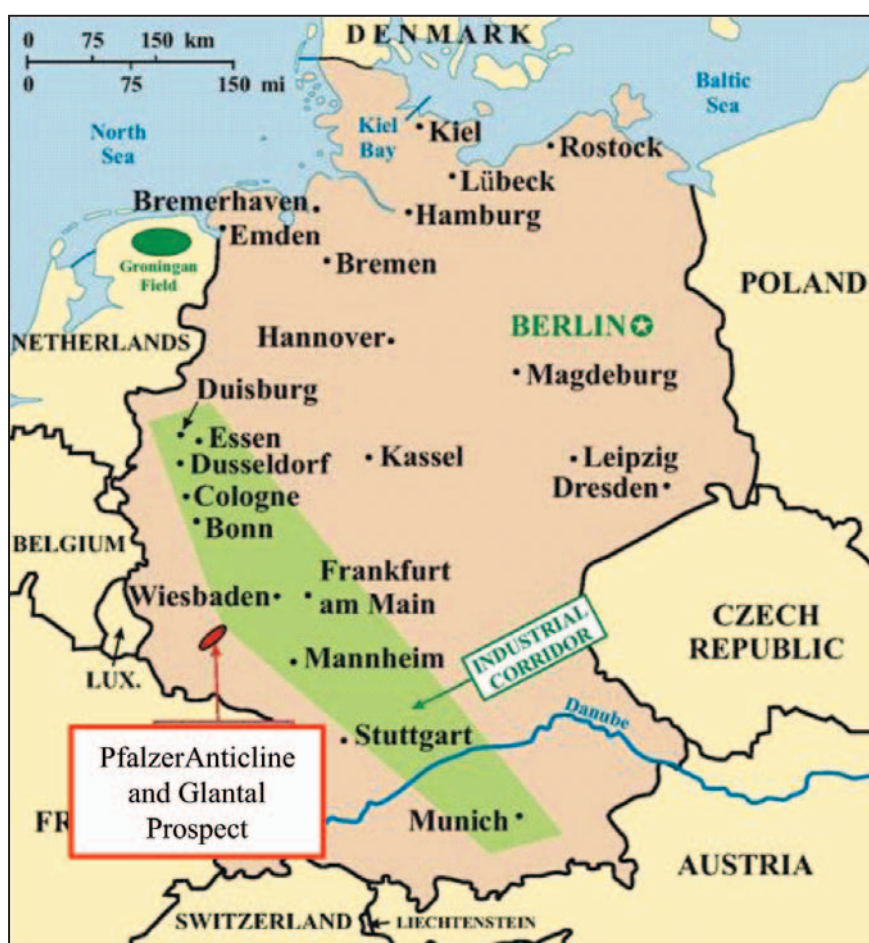 DENMARK
0 75 150 km
0 75 150 mi
Baltic
Sea
North
Sea
Kiel
Bay
Kiel
Rostock
Lübeck
Bremerhaven
Hamburg
Emden
Groningan
Field
Bremen
POLAND
BERLIN
Hannover
NETHERLANDS
Magdeburg
Duisburg
Essen
Kassel
Leipzig
Dusseldorf
Dresden
Cologne
Bonn
BELGIUM
Frankfurt
am Main
Wiesbaden
CZECH
REPUBLIC
INDUSTRIAL
CORRIDOR
Mannheim
LUX.
Danube
Stuttgart
PfalzerAnticline
and Glantal
Prospect
FR
Munich
AUSTRIA
SWITZERLAND
LIECHTENSTEIN